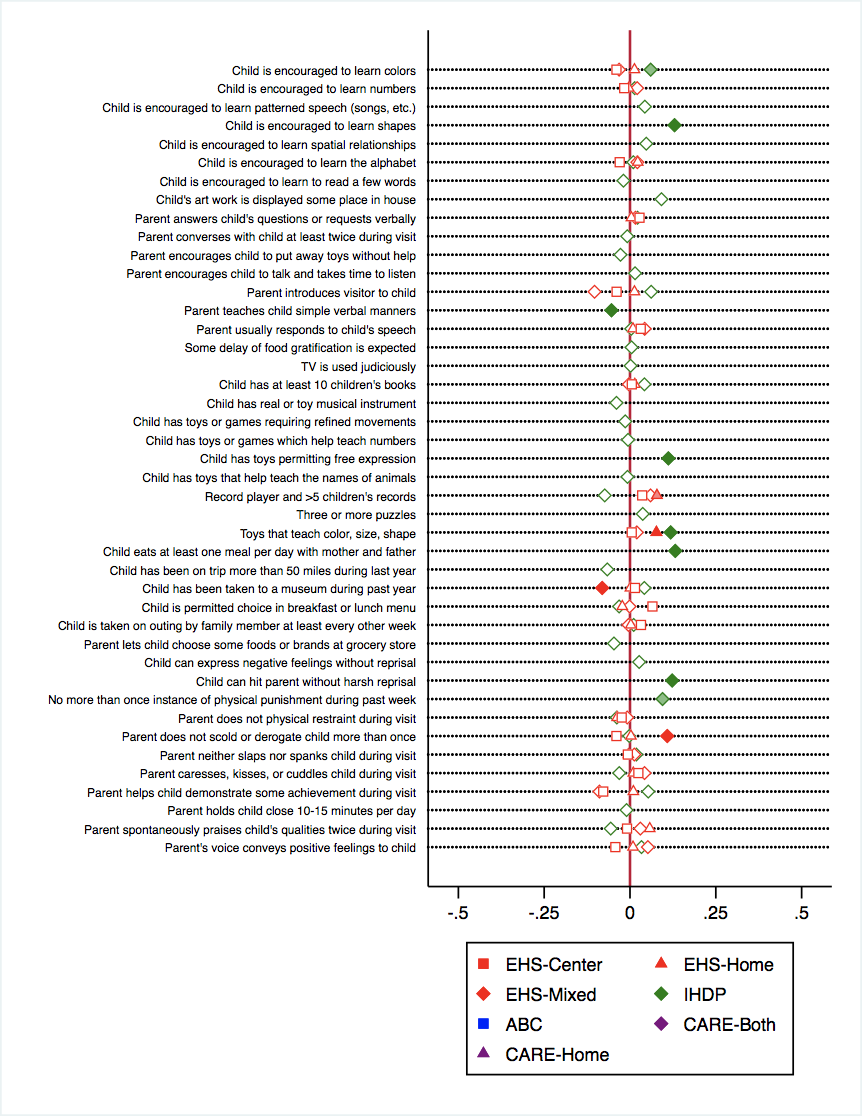 Child is encouraged to learn colors
Child is encouraged to learn numbers
Child is encouraged to learn patterned speech (songs, etc.)
Child is encouraged to learn shapes
Child is encouraged to learn spatial relationships
Child is encouraged to learn the alphabet
Child is encouraged to learn to read a few words
Child's art work is displayed some place in house
Parent answers child's questions or requests verbally
Parent converses with child at least twice during visit
Parent encourages child to put away toys without help
Parent encourages child to talk and takes time to listen
Parent introduces visitor to child
Parent teaches child simple verbal manners
Parent usually responds to child's speech
Some delay of food gratification is expected
TV is used judiciously
Child has at least 10 children's books
Child has real or toy musical instrument
Child has toys or games requiring refined movements
Child has toys or games which help teach numbers
Child has toys permitting free expression
Child has toys that help teach the names of animals
Record player and >5 children's records
Three or more puzzles
Toys that teach color, size, shape
Child eats at least one meal per day with mother and father
Child has been on trip more than 50 miles during last year
Child has been taken to a museum during past year
Child is permitted choice in breakfast or lunch menu
Child is taken on outing by family member at least every other week
Parent lets child choose some foods or brands at grocery store
Child can express negative feelings without reprisal
Child can hit parent without harsh reprisal
No more than once instance of physical punishment during past week
Parent does not physical restraint during visit
Parent does not scold or derogate child more than once
Parent neither slaps nor spanks child during visit
Parent caresses, kisses, or cuddles child during visit
Parent helps child demonstrate some achievement during visit
Parent holds child close 10-15 minutes per day
Parent spontaneously praises child's qualities twice during visit
Parent's voice conveys positive feelings to child
-.5 -.25 0 .25 .5
EHS-Center EHS-Home
EHS-Mixed IHDP
ABC CARE-Both
CARE-Home